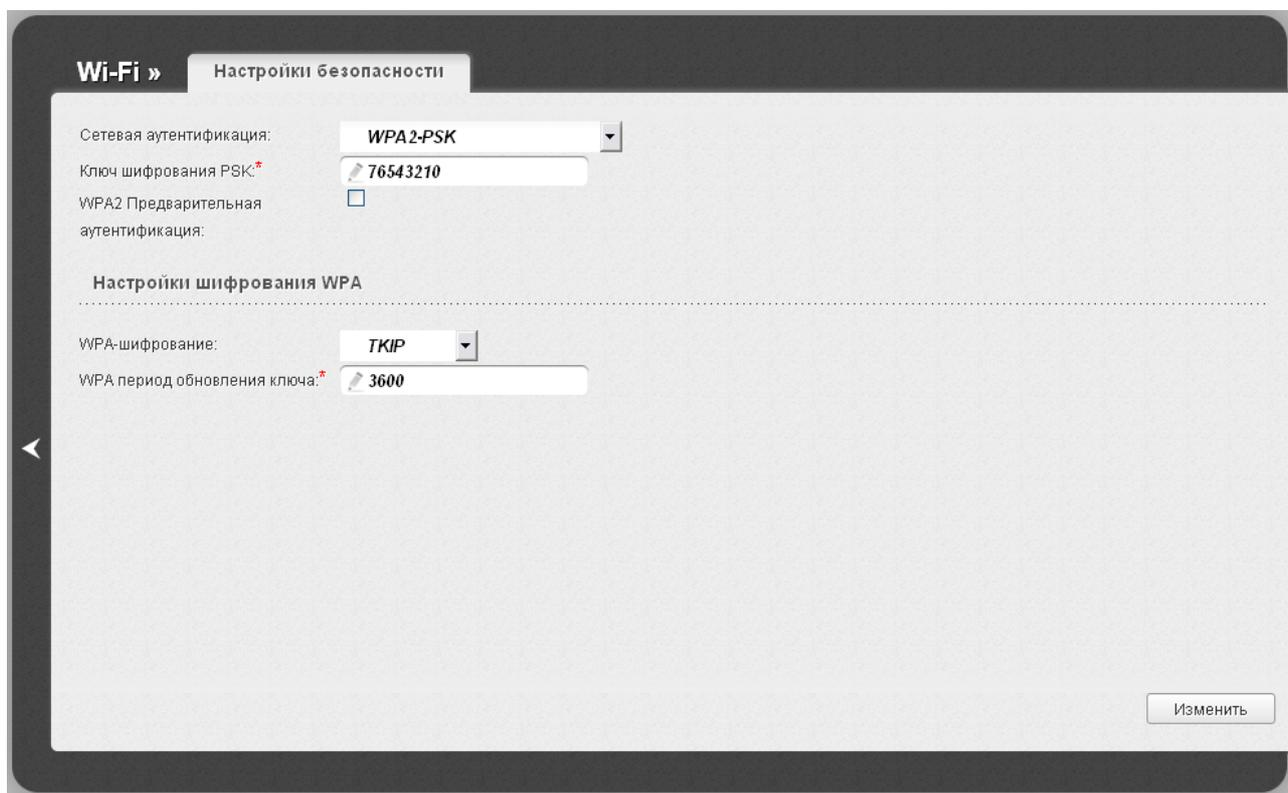 Wi-Fi »
Настройки безопасности
Сетевая аутентификация:
WPA2-PSK
Ключ шифрования PSK:*
76543210
WPA2 Предварительная
аутентификация:
Настройки шифрования WPA
WPA-шифрование:
TKIP
WPA период обновления ключа:*
3600
Изменить